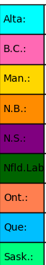 Alta:
B.C.:
Man.:
N.B.:
N.S.:
Nfld.Lab
Ont.:
Que:
Sask.: